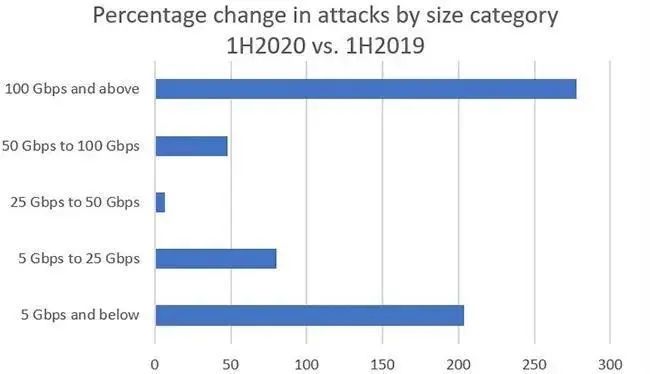 Percentage change in attacks by size category
1H2020 vs. 1H2019
100 Gbps and above
50 Gbps to 100 Gbps
25 Gbps to 50 Gbps
5 Gbps to 25 Gbps
5 Gbps and below
0 50 100 150 200 250 300